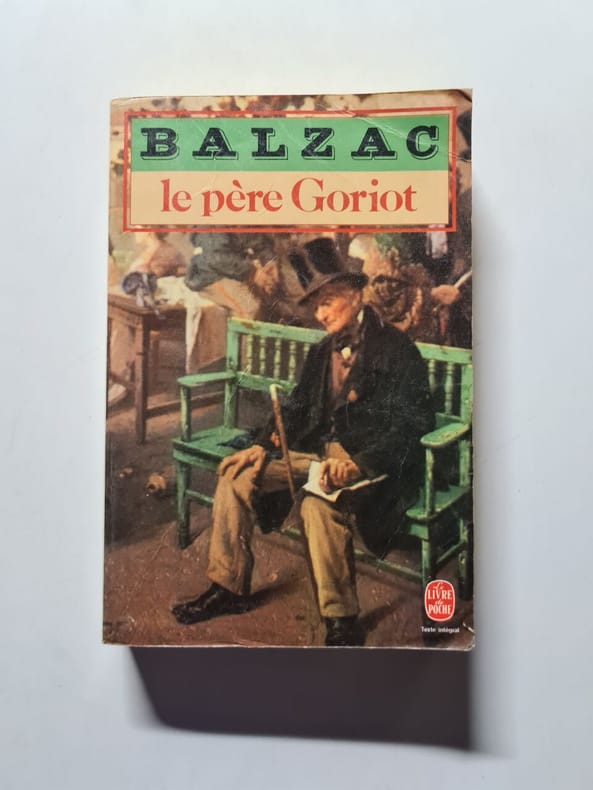 BALZAC
le père Goriot
Le
LIVRE
de
POCHE
Texte intégral